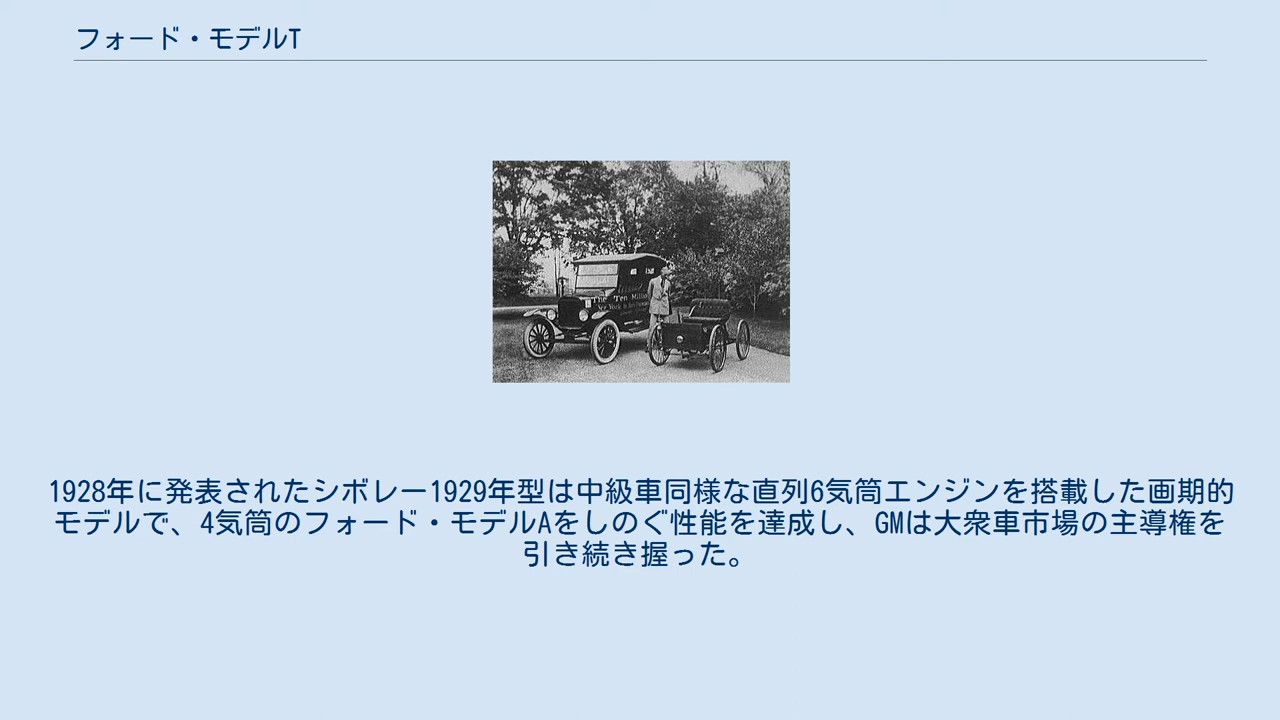 フォード・モデルT
The Ten Millio
1928年に発表されたシボレー1929年型は中級車同様な直列6気筒エンジンを搭載した画期的
モデルで、4気筒のフォード・モデルAをしのぐ性能を達成し、GMは大衆車市場の主導権を
引き続き握った。